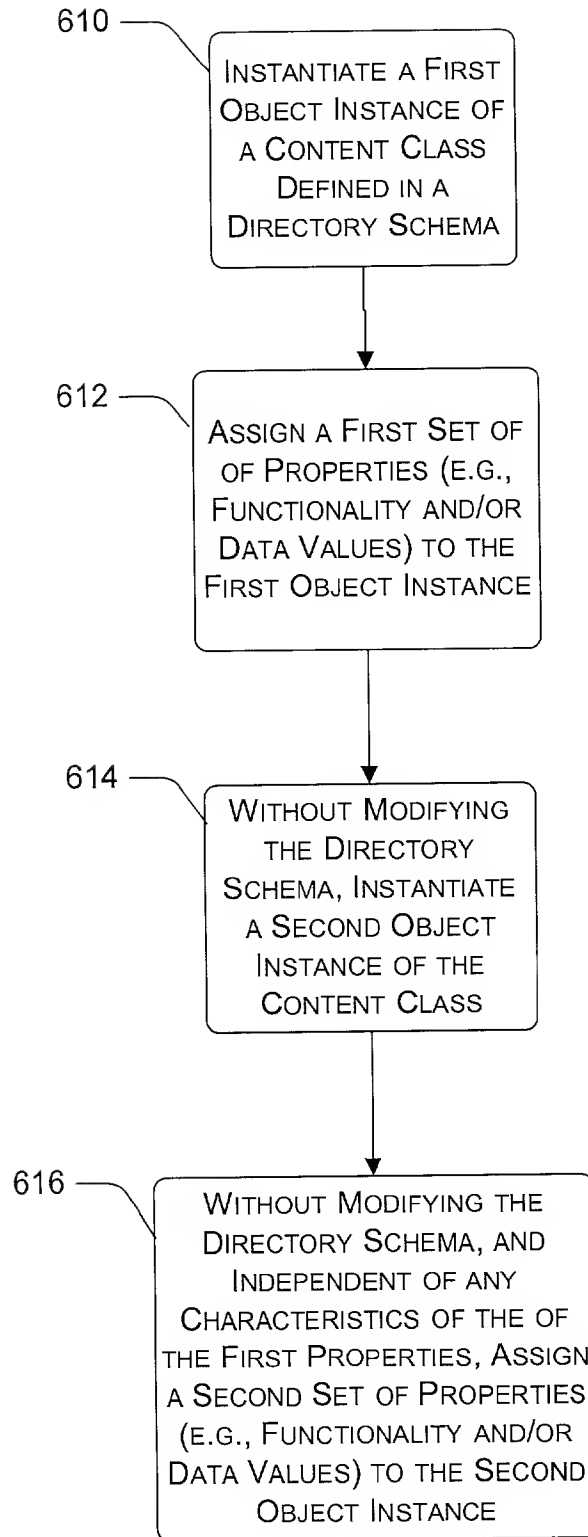 610
INSTANTIATE A FIRST
OBJECT INSTANCE OF
A CONTENT CLASS
DEFINED IN A
DIRECTORY SCHEMA
612
ASSIGN A FIRST SET OF
OF PROPERTIES (E.G.,
FUNCTIONALITY AND/OR
DATA VALUES) TO THE
FIRST OBJECT INSTANCE
614
WITHOUT MODIFYING
THE DIRECTORY
SCHEMA, INSTANTIATE
A SECOND OBJECT
INSTANCE OF THE
CONTENT CLASS
616
WITHOUT MODIFYING THE
DIRECTORY SCHEMA, AND
INDEPENDENT OF ANY
CHARACTERISTICS OF THE OF
THE FIRST PROPERTIES, ASSIGN
A SECOND SET OF PROPERTIES
(E.G., FUNCTIONALITY AND/OR
DATA VALUES) TO THE SECOND
OBJECT INSTANCE